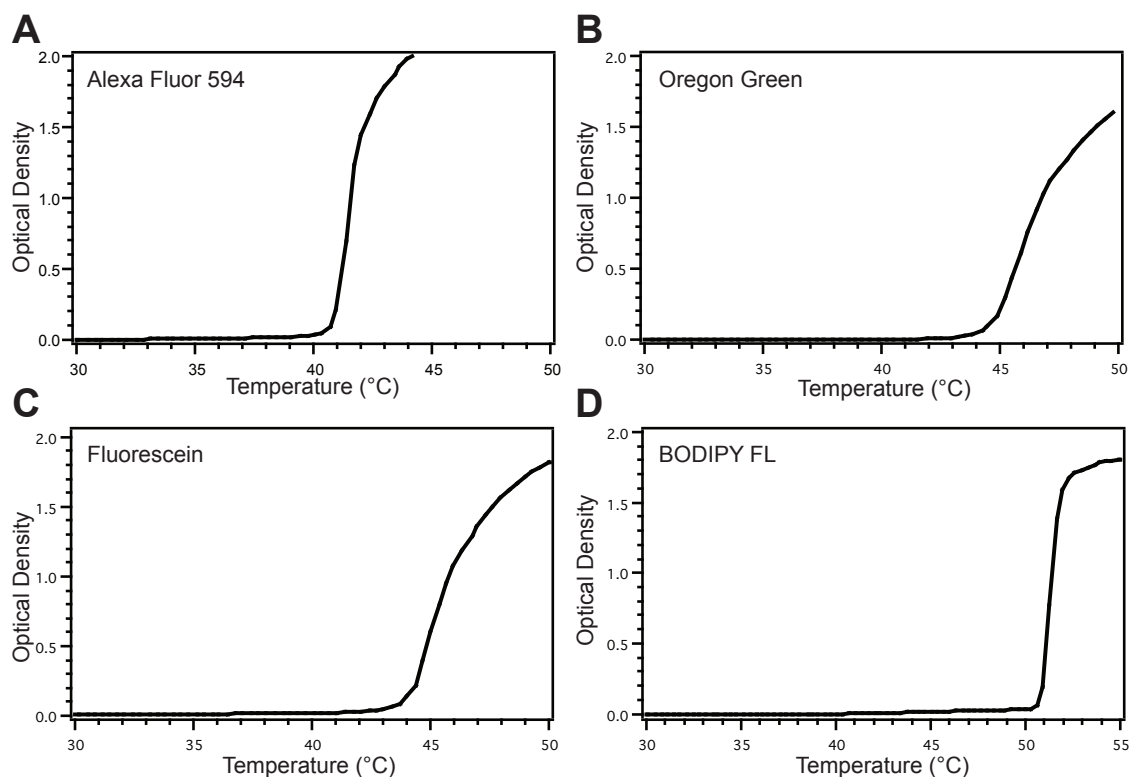 A
Alexa Fluor 594
Optical Density
2.0
1.5
1.0
0.5
0.0
30
35
40
45
50
Temperature (°C)
B
Oregon Green
Optical Density
2.0
1.5
1.0
0.5
0.0
30
35
40
45
50
Temperature (°C)
C
Fluorescein
Optical Density
2.0
1.5
1.0
0.5
0.0
30
35
40
45
50
Temperature (°C)
D
BODIPY FL
Optical Density
2.0
1.5
1.0
0.5
0.0
30
35
40
45
50
55
Temperature (°C)